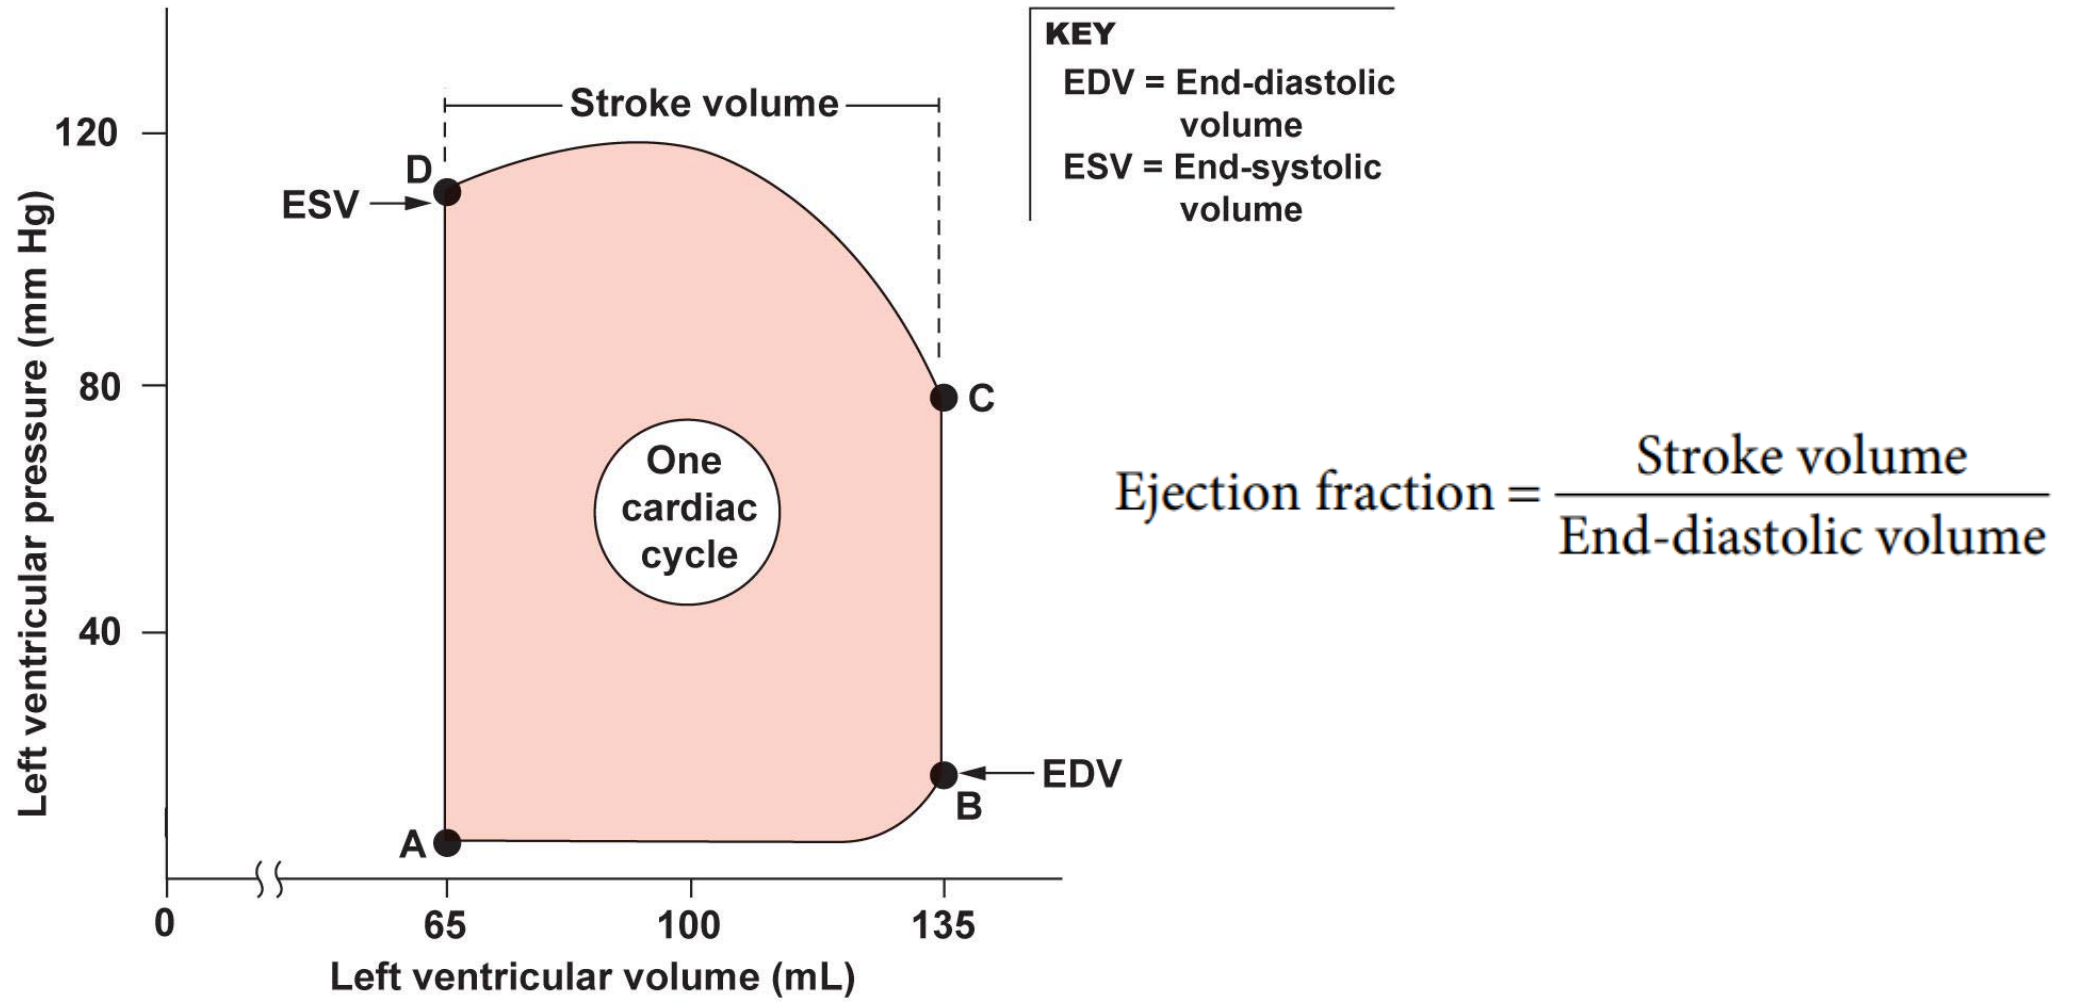 KEY
EDV = End-diastolic
volume
ESV = End-systolic
volume
Stroke volume
120
D
ESV
80
C
One
cardiac
cycle
40
EDV
B
A
0
65
100
135
Left ventricular volume (mL)
Left ventricular pressure (mm Hg)
Ejection fraction = Stroke volume
End-diastolic volume